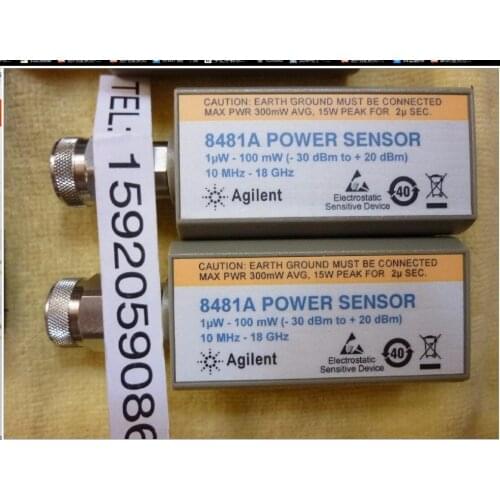 TEL: 1592059086
CAUTION: EARTH GROUND MUST BE CONNECTED
MAX PWR 300mW AVG, 15W PEAK FOR 2μ SEC.
8481A POWER SENSOR
1μW - 100 mW (- 30 dBm to + 20 dBm)
10 MHz - 18 GHz
Agilent
Electrostatic
Sensitive Device
40
CAUTION: EARTH GROUND MUST BE CONNECTED
MAX PWR 300mW AVG, 15W PEAK FOR 2μ SEC.
8481A POWER SENSOR
1μW - 100 mW (- 30 dBm to + 20 dBm)
10 MHz - 18 GHz
Agilent
Electrostatic
Sensitive Device
40